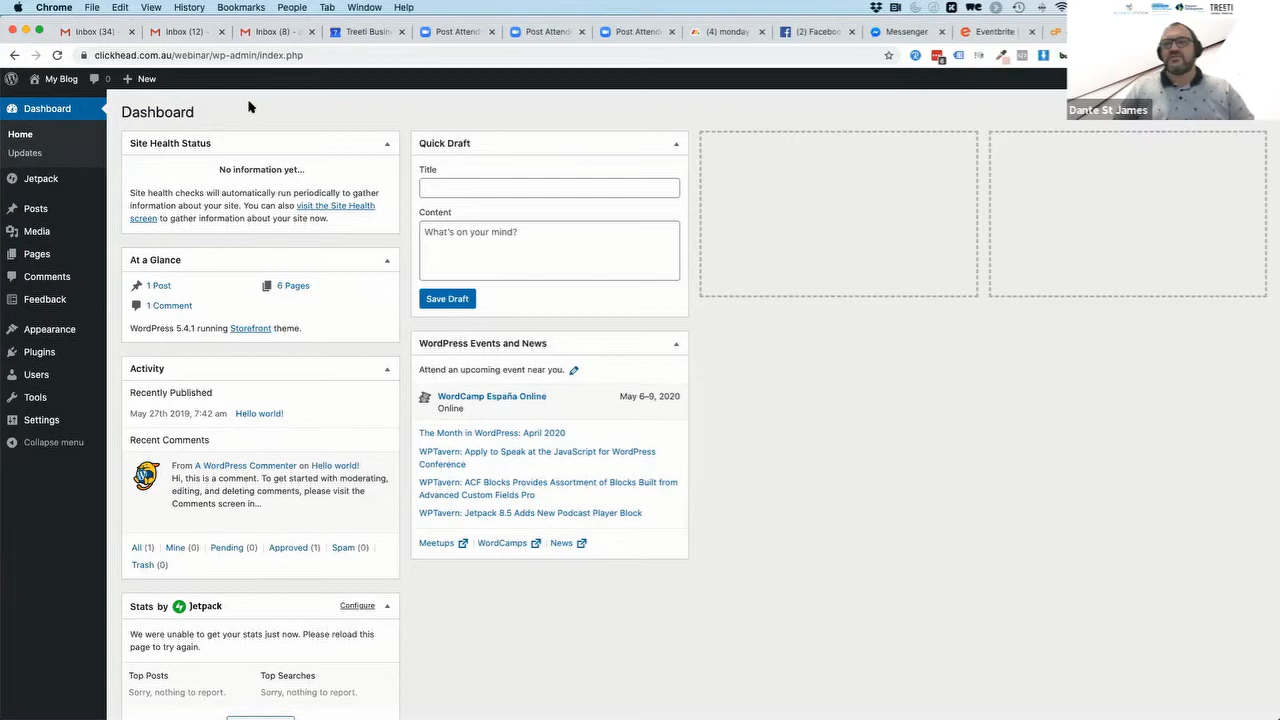 Chrome File Edit View History Bookmarks People Tab Window Help
Inbox (34) - Inbox (12) Inbox (8) - Treeti Busin Post Attend Post Attend Post Attend (4) monday (2) Faceboo Messenger Eventbrite
clickhead.com.au/webinar/wp-admin/index.php
TREETI
Dante St James
My Blog 0 New
Dashboard
Home
Updates
Jetpack
Posts
Media
Pages
Comments
Feedback
Appearance
Plugins
Users
Tools
Settings
Collapse menu
Dashboard
Site Health Status
No information yet...
Site health checks will automatically run periodically to gather
information about your site. You can also visit the Site Health
screen to gather information about your site now.
At a Glance
1 Post 6 Pages
1 Comment
WordPress 5.4.1 running Storefront theme.
Activity
Recently Published
May 27th 2019, 7:42 am Hello world!
Recent Comments
From A WordPress Commenter on Hello world!
Hi, this is a comment. To get started with moderating,
editing, and deleting comments, please visit the
Comments screen in...
All (1) | Mine (0) | Pending (0) | Approved (1) | Spam (0) |
Trash (0)
Stats by Jetpack Configure
We were unable to get your stats just now. Please reload this
page to try again.
Top Posts Top Searches
Sorry, nothing to report. Sorry, nothing to report.
Quick Draft
Title
Content
What's on your mind?
Save Draft
WordPress Events and News
Attend an upcoming event near you.
WordCamp España Online May 6–9, 2020
Online
The Month in WordPress: April 2020
WPTavern: Apply to Speak at the JavaScript for WordPress
Conference
WPTavern: ACF Blocks Provides Assortment of Blocks Built from
Advanced Custom Fields Pro
WPTavern: Jetpack 8.5 Adds New Podcast Player Block
Meetups | WordCamps | News